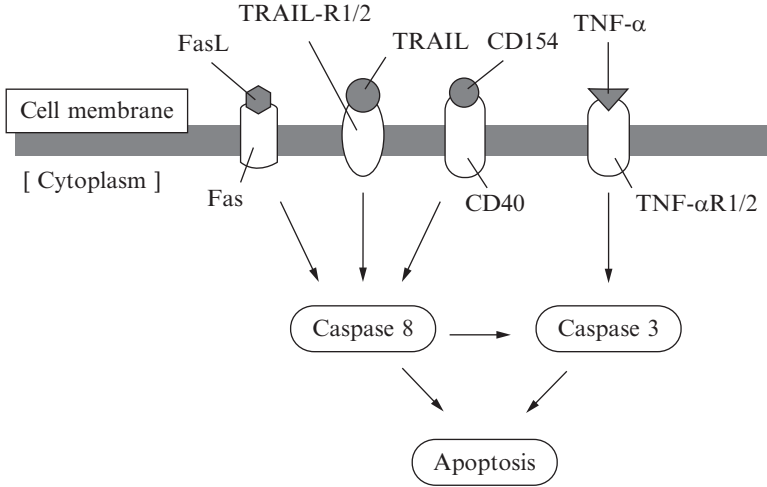 TRAIL-R1/2
TNF-α
FasL
TRAIL
CD154
Cell membrane
[ Cytoplasm ]
Fas
CD40
TNF-αR1/2
Caspase 8
Caspase 3
Apoptosis